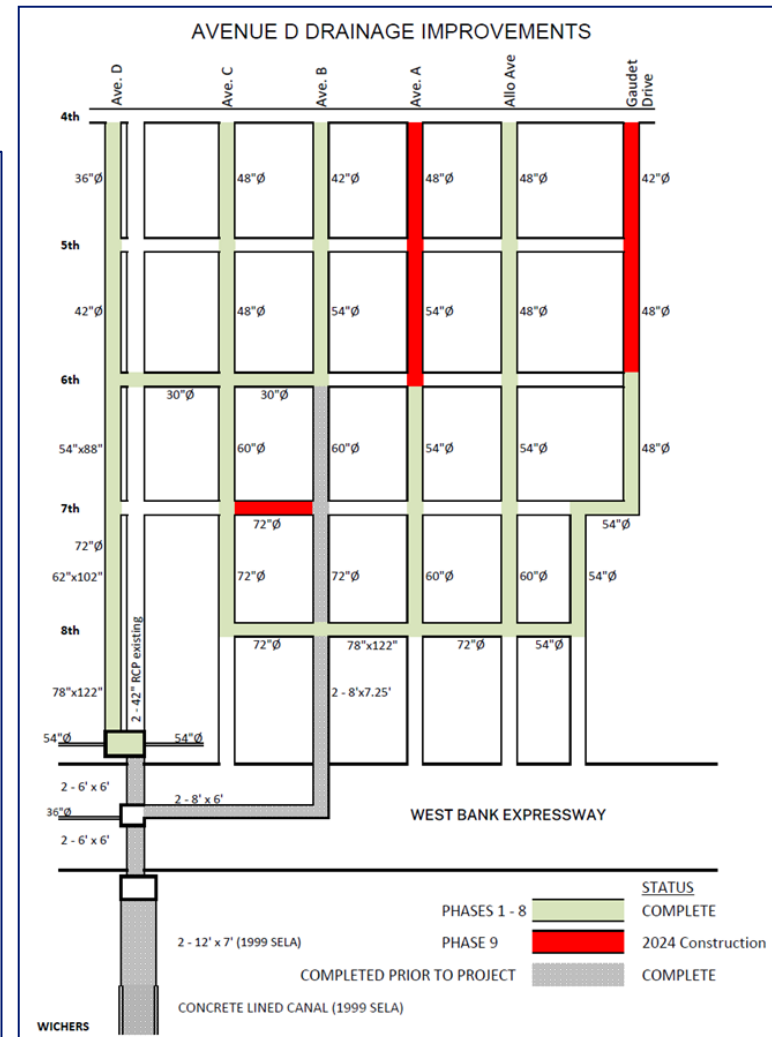 AVENUE D DRAINAGE IMPROVEMENTS
Ave. D
Ave. C
Ave. B
Ave. A
Allo Ave
Gaudet
Drive
4th
36"Ø
48"Ø
42"Ø
48"Ø
48"Ø
42"Ø
5th
42"Ø
48"Ø
54"Ø
54"Ø
48"Ø
48"Ø
6th
30"Ø
30"Ø
54"x88"
60"Ø
60"Ø
54"Ø
54"Ø
48"Ø
7th
72"Ø
54"Ø
72"Ø
62"x102"
72"Ø
72"Ø
60"Ø
60"Ø
54"Ø
8th
72"Ø
78"x122"
72"Ø
54"Ø
2 - 42" RCP existing
78"x122"
2 - 8'x7.25'
54"Ø
54"Ø
2 - 6' x 6'
2 - 8' x 6'
36"Ø
WEST BANK EXPRESSWAY
2 - 6' x 6'
STATUS
PHASES 1 - 8
COMPLETE
PHASE 9
2024 Construction
2 - 12' x 7' (1999 SELA)
COMPLETED PRIOR TO PROJECT
COMPLETE
CONCRETE LINED CANAL (1999 SELA)
WICHERS